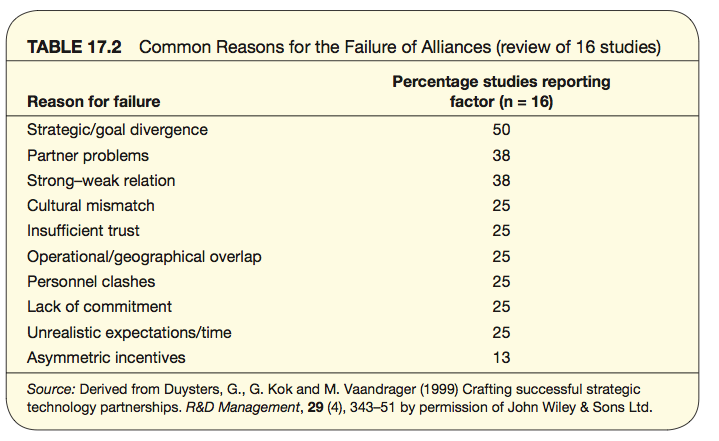 TABLE 17.2 Common Reasons for the Failure of Alliances (review of 16 studies)
Percentage studies reporting
Reason for failure factor (n = 16)
Strategic/goal divergence 50
Partner problems 38
Strong–weak relation 38
Cultural mismatch 25
Insufficient trust 25
Operational/geographical overlap 25
Personnel clashes 25
Lack of commitment 25
Unrealistic expectations/time 25
Asymmetric incentives 13
Source: Derived from Duysters, G., G. Kok and M. Vaandrager (1999) Crafting successful strategic
technology partnerships. R&D Management, 29 (4), 343–51 by permission of John Wiley & Sons Ltd.